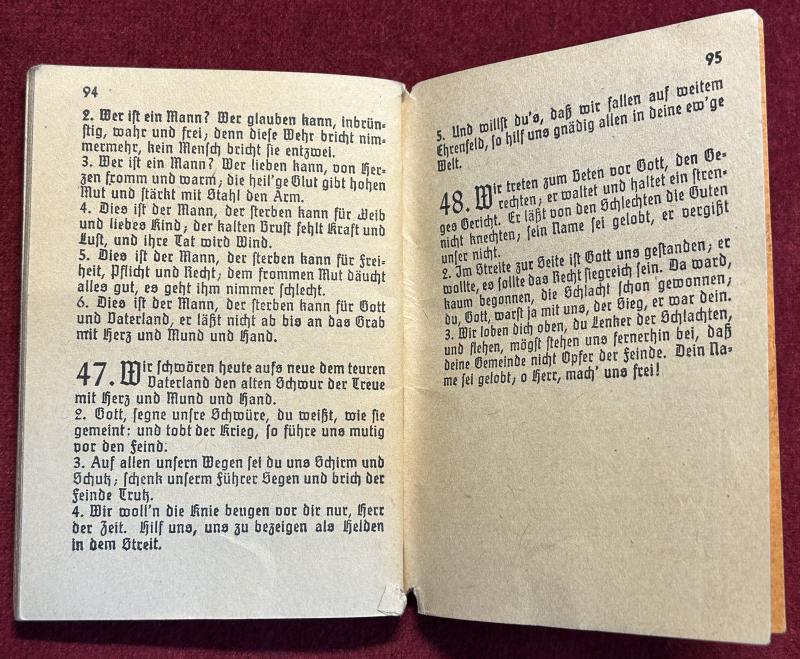 94
2. Wer ist ein Mann? Wer glauben kann, inbrün-
stig, wahr und frei; denn diese Wehr bricht nim-
mermehr, kein Mensch bricht sie entzwei.
3. Wer ist ein Mann? Wer lieben kann, von Her-
zen fromm und warm; die heil'ge Glut gibt hohen
Mut und stärkt mit Stahl den Arm.
4. Dies ist der Mann, der sterben kann für Weib
und liebes Kind; der kalten Brust fehlt Kraft und
Lust, und ihre Tat wird Wind.
5. Dies ist der Mann, der sterben kann für Frei-
heit, Pflicht und Recht; dem frommen Mut däucht
alles gut, es geht ihm nimmer schlecht.
6. Dies ist der Mann, der sterben kann für Gott
und Vaterland, er läßt nicht ab bis an das Grab
mit Herz und Mund und Hand.
47. Wir schwören heute aufs neue dem teuren
Vaterland den alten Schwur der Treue
mit Herz und Mund und Hand.
2. Gott, segne unsre Schwüre, du weißt, wie sie
gemeint: und tobt der Krieg, so führe uns mutig
vor den Feind.
3. Auf allen unsern Wegen sei du uns Schirm und
Schutz; schenk unserm Führer Segen und brich der
Feinde Trutz.
4. Wir woll'n die Knie beugen vor dir nur, Herr
der Zeit. Hilf uns, uns zu bezeigen als Helden
in dem Streit.
95
5. Und willst du's, daß wir fallen auf weitem
Ehrenfeld, so hilf uns gnädig allen in deine ew'ge
Welt.
48. Wir treten zum Beten vor Gott, den Ge-
rechten; er waltet und haltet ein stren-
ges Gericht. Er läßt von den Schlechten die Guten
nicht knechten; sein Name sei gelobt, er vergißt
unser nicht.
2. Im Streite zur Seite ist Gott uns gestanden; er
wollte, es sollte das Recht siegreich sein. Da ward,
kaum begonnen, die Schlacht schon gewonnen;
du, Gott, warst ja mit uns, der Sieg, er war dein.
3. Wir loben dich oben, du Lenker der Schlachten,
und flehen, mögst stehen uns fernerhin bei, daß
deine Gemeinde nicht Opfer der Feinde. Dein Na-
me sei gelobt; o Herr, mach' uns frei!